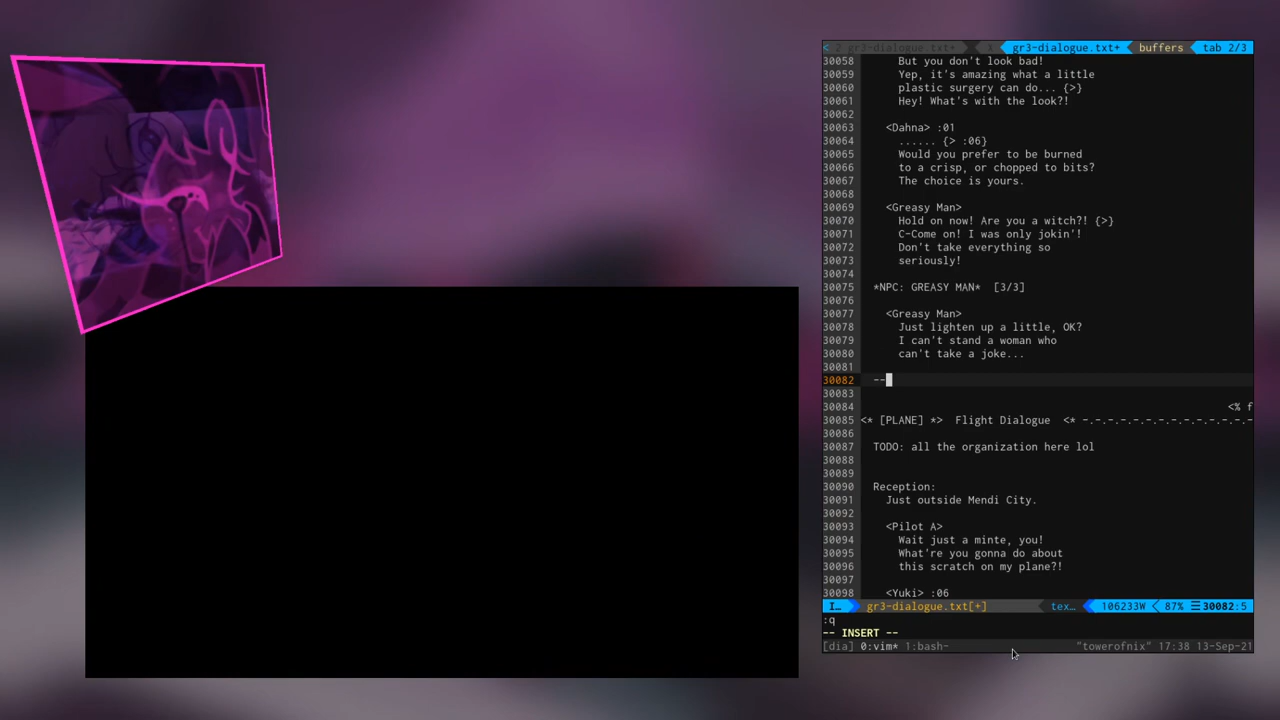 < 2 gr3-dialogue.txt+ 1 gr3-dialogue.txt+ buffers tab 2/3
30058 But you don't look bad!
30059 Yep, it's amazing what a little
30060 plastic surgery can do... {>}
30061 Hey! What's with the look?!
30062
30063 <Dahna> :01
30064 ...... {> :06}
30065 Would you prefer to be burned
30066 to a crisp, or chopped to bits?
30067 The choice is yours.
30068
30069 <Greasy Man>
30070 Hold on now! Are you a witch?! {>}
30071 C-Come on! I was only jokin'!
30072 Don't take everything so
30073 seriously!
30074
30075 *NPC: GREASY MAN* [3/3]
30076
30077 <Greasy Man>
30078 Just lighten up a little, OK?
30079 I can't stand a woman who
30080 can't take a joke...
30081
30082 --
30083
30084 <% f
30085 <* [PLANE] *> Flight Dialogue <* -.-.-.-.-.-.-.-.-.-.-.-.-.-
30086
30087 TODO: all the organization here lol
30088
30089
30090 Reception:
30091 Just outside Mendi City.
30092
30093 <Pilot A>
30094 Wait just a minte, you!
30095 What're you gonna do about
30096 this scratch on my plane?!
30097
30098 <Yuki> :06
I… gr3-dialogue.txt[+] tex… 106233W 87% ☰30082:5
:q
-- INSERT --
[dia] 0:vim* 1:bash- "towerofnix" 17:38 13-Sep-21